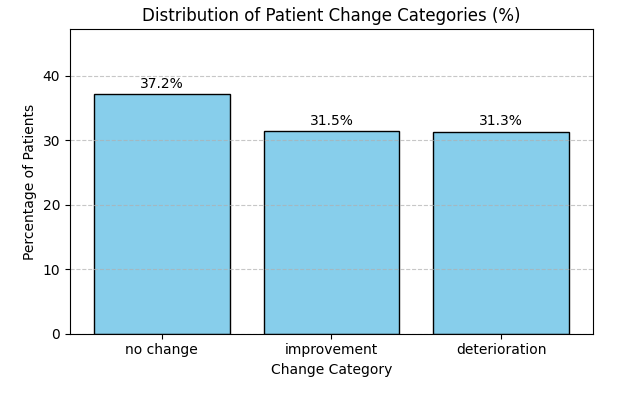 Distribution of Patient Change Categories (%)
Percentage of Patients
40
30
20
10
0
37.2%
31.5%
31.3%
no change
improvement
deterioration
Change Category